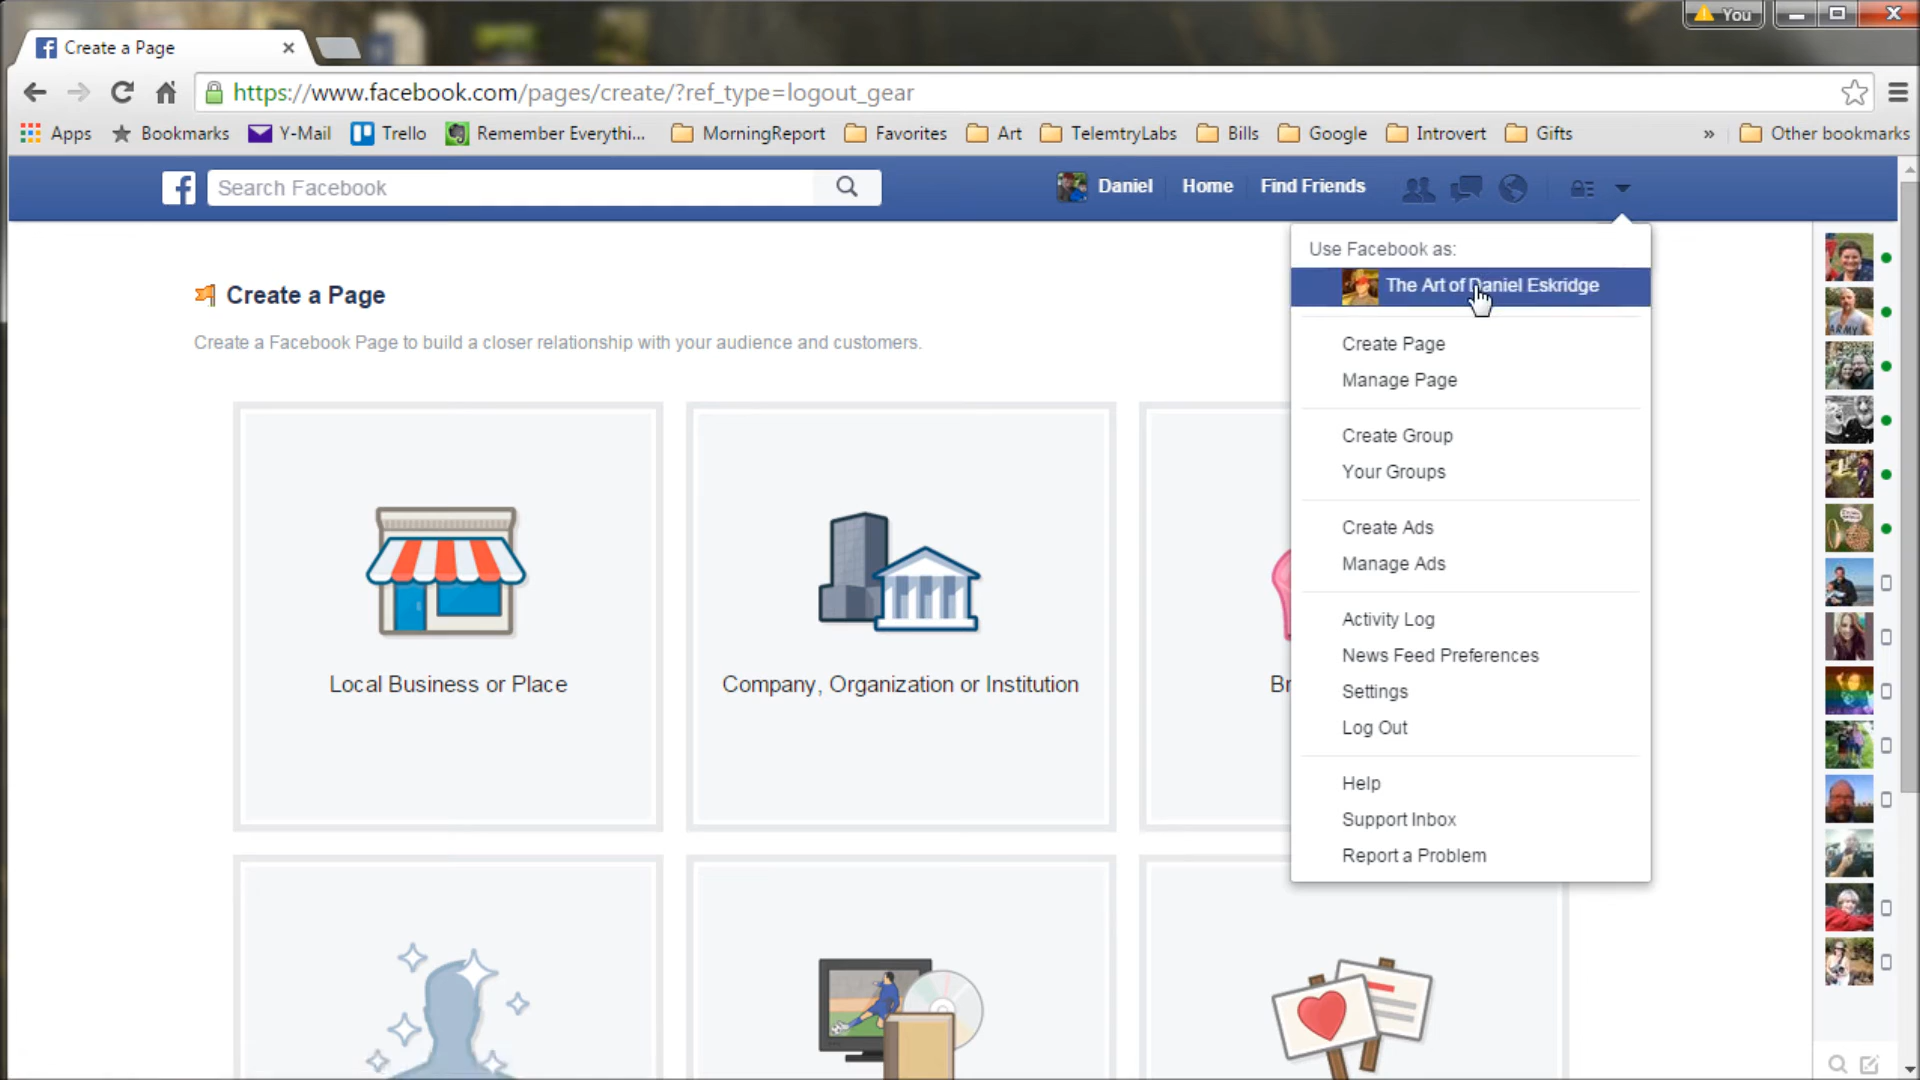 You
Create a Page
https://www.facebook.com/pages/create/?ref_type=logout_gear
Apps Bookmarks Y-Mail Trello Remember Everythi... MorningReport Favorites Art TelemtryLabs Bills Google Introvert Gifts » Other bookmarks
Search Facebook Daniel Home Find Friends
Use Facebook as:
The Art of Daniel Eskridge
Create a Page
Create a Facebook Page to build a closer relationship with your audience and customers.
Create Page
Manage Page
Create Group
Your Groups
Create Ads
Manage Ads
Activity Log
News Feed Preferences
Settings
Log Out
Help
Support Inbox
Report a Problem
Local Business or Place
Company, Organization or Institution
Br
ARMY